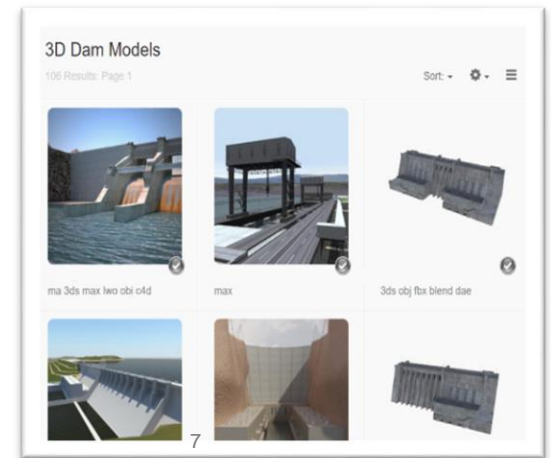 3D Dam Models
106 Results: Page 1
Sort:
ma 3ds max lwo obj c4d
max
3ds obj fbx blend dae
7